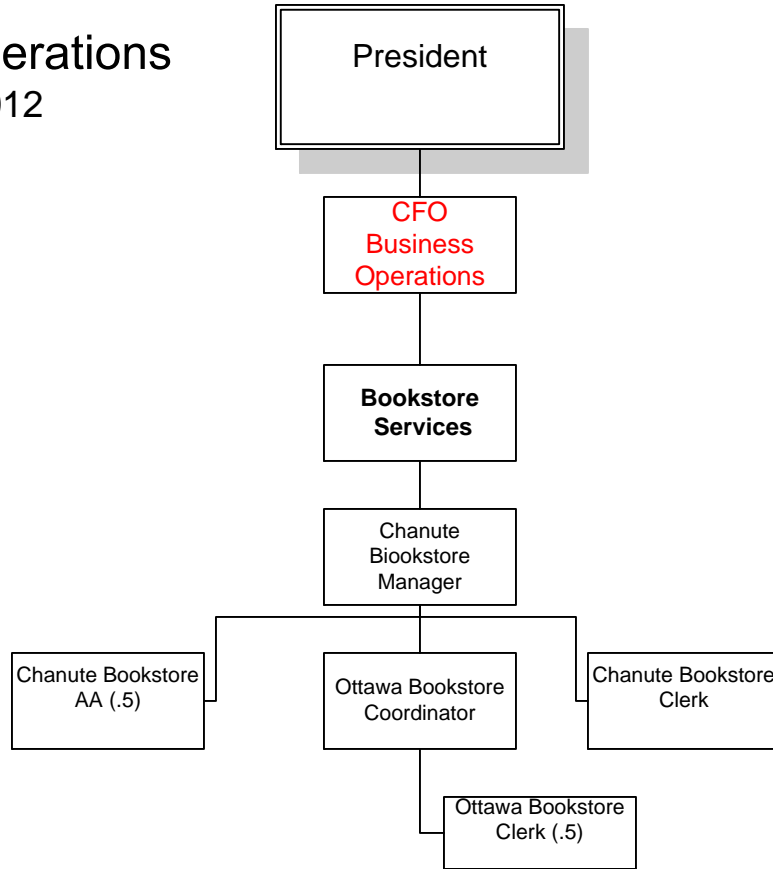 erations
012
President
CFO
Business
Operations
Bookstore
Services
Chanute
Biookstore
Manager
Chanute Bookstore
AA (.5)
Ottawa Bookstore
Coordinator
Chanute Bookstore
Clerk
Ottawa Bookstore
Clerk (.5)